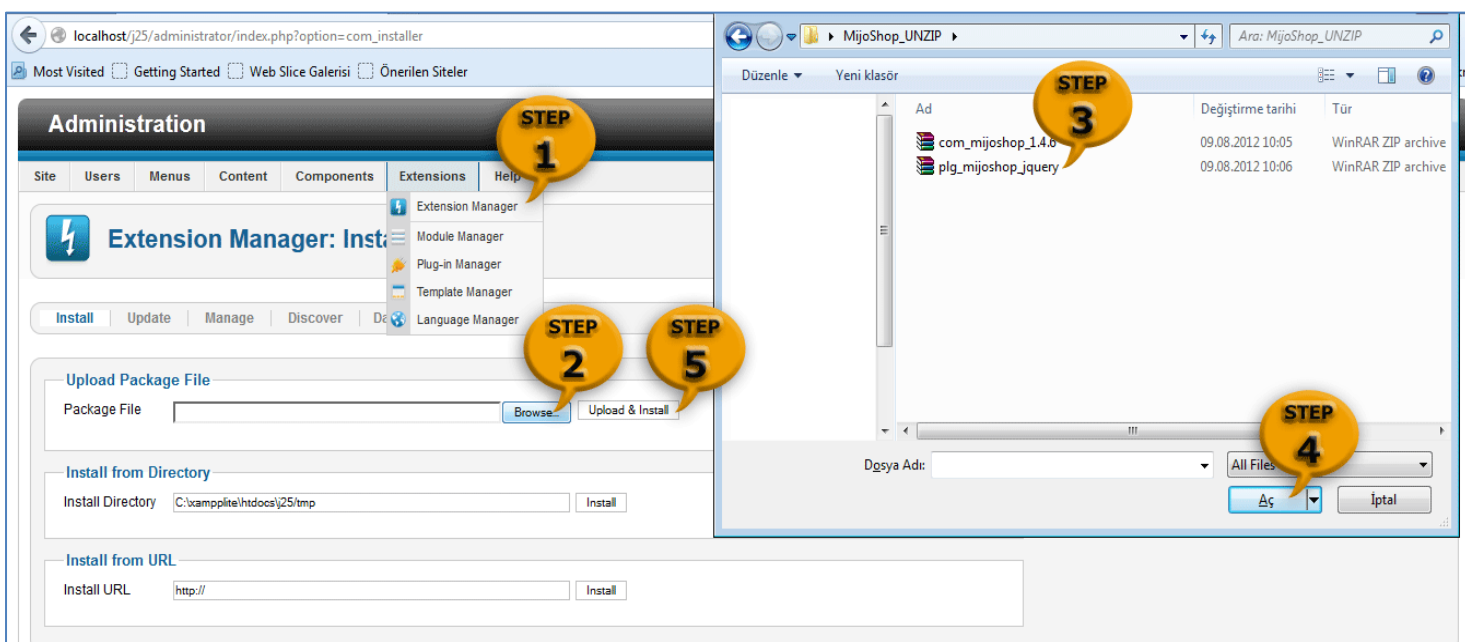 localhost/j25/administrator/index.php?option=com_installer
Most Visited Getting Started Web Slice Galerisi Önerilen Siteler
Administration
Site Users Menus Content Components Extensions Help
STEP
1
Extension Manager
Module Manager
Plug-in Manager
Template Manager
Language Manager
Extension Manager:
Install Update Manage Discover
STEP
2
STEP
5
Upload Package File
Package File Browse... Upload & Install
Install from Directory
Install Directory C:\xampplite\htdocs\j25/tmp Install
Install from URL
Install URL http:// Install
MijoShop_UNZIP
Ara: MijoShop_UNZIP
Düzenle Yeni klasör
STEP
3
Ad Değiştirme tarihi Tür
com_mijoshop_1.4.6 09.08.2012 10:05 WinRAR ZIP archive
plg_mijoshop_jquery 09.08.2012 10:06 WinRAR ZIP archive
STEP
4
Dosya Adı: All Files
Aç İptal